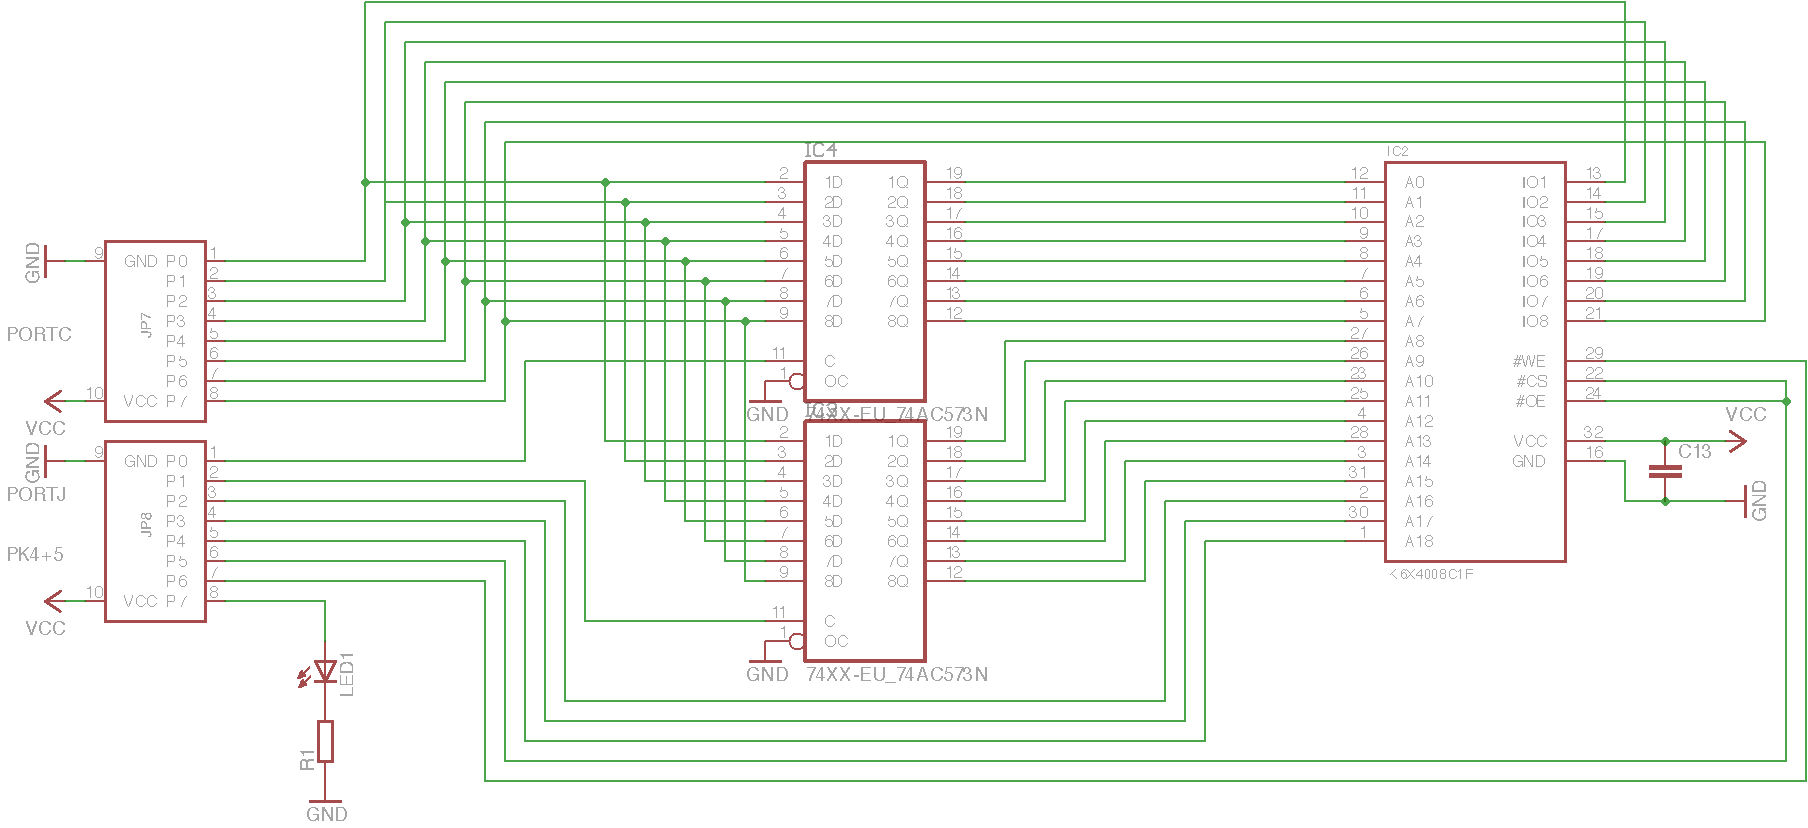 IC4
IC2
2 1D 1Q 19
3 2D 2Q 18
4 3D 3Q 17
5 4D 4Q 16
6 5D 5Q 15
7 6D 6Q 14
8 7D 7Q 13
9 8D 8Q 12
11 C
1 OC
GND
74XX-EU_74AC573N
12 A0 IO1 13
11 A1 IO2 14
10 A2 IO3 15
9 A3 IO4 17
8 A4 IO5 18
7 A5 IO6 19
6 A6 IO7 20
5 A7 IO8 21
27 A8
26 A9 #WE 29
23 A10 #CS 22
25 A11 #OE 24
4 A12
28 A13 VCC 32
3 A14 GND 16
31 A15
2 A16
30 A17
1 A18
K6X4008C1F
VCC
C13
GND
GND
9 GND P0 1
P1 2
P2 3
P3 4
P4 5
P5 6
P6 7
10 VCC P7 8
JP7
PORTC
VCC
GND
9 GND P0 1
P1 2
P2 3
P3 4
P4 5
P5 6
P6 7
10 VCC P7 8
JP8
PORTJ
PK4+5
VCC
IC3
2 1D 1Q 19
3 2D 2Q 18
4 3D 3Q 17
5 4D 4Q 16
6 5D 5Q 15
7 6D 6Q 14
8 7D 7Q 13
9 8D 8Q 12
11 C
1 OC
GND
74XX-EU_74AC573N
LED1
R1
GND